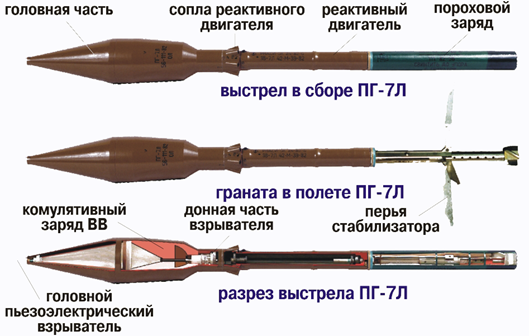 головная часть
сопла реактивного
двигателя
реактивный
двигатель
пороховой
заряд
выстрел в сборе ПГ-7Л
граната в полете ПГ-7Л
комулятивный
заряд ВВ
донная часть
взрывателя
перья
стабилизатора
головной
пьезоэлектрический
взрыватель
разрез выстрела ПГ-7Л